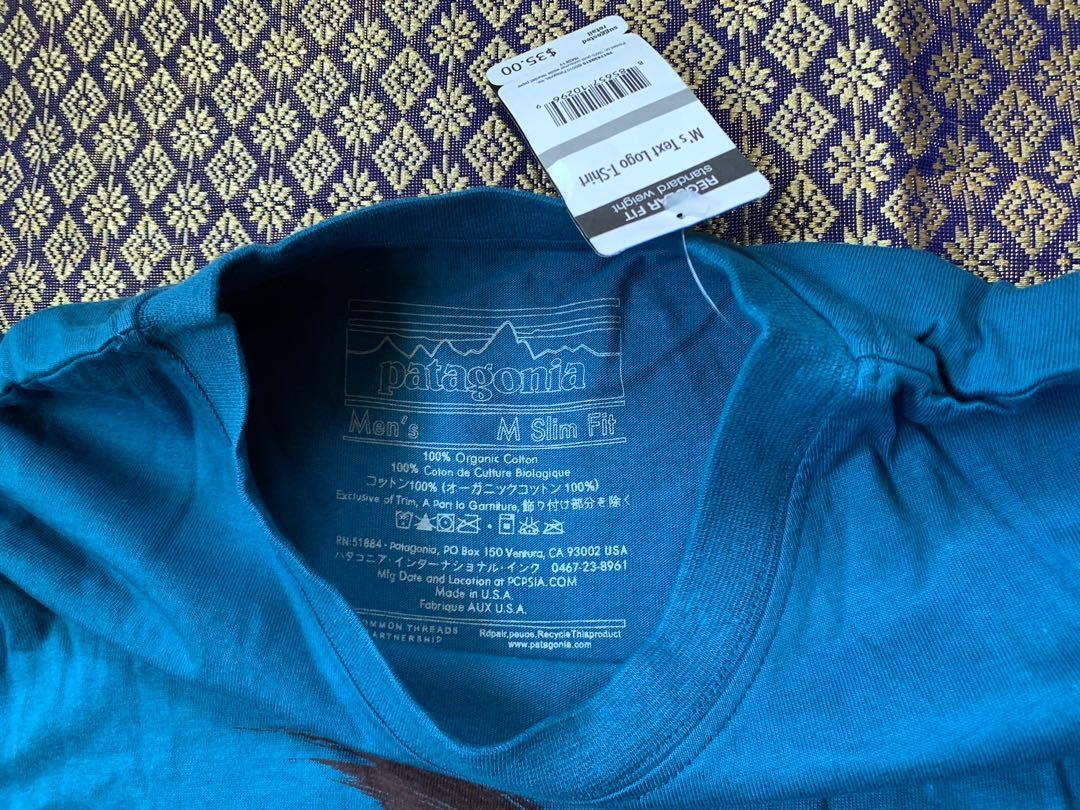 suggested
retail
$35.00
M's Text Logo T-Shirt
REGULAR FIT
standard weight
patagonia
Men's M Slim Fit
100% Organic Cotton
100% Coton de Culture Biologique
コットン100% (オーガニックコットン 100%)
Exclusive of Trim, A Part la Garniture, 飾り付け部分を除く
RN:51884 · Patagonia, PO Box 150 Ventura, CA 93002 USA
パタゴニア・インターナショナル・インク 0467-23-8961
Mfg Date and Location at PCPSIA.COM
Made in U.S.A.
Fabrique AUX U.S.A.
OMMON THREADS
ARTNERSHIP
Rdpair,peuoe,RecycleThisproduct
www.patagonia.com